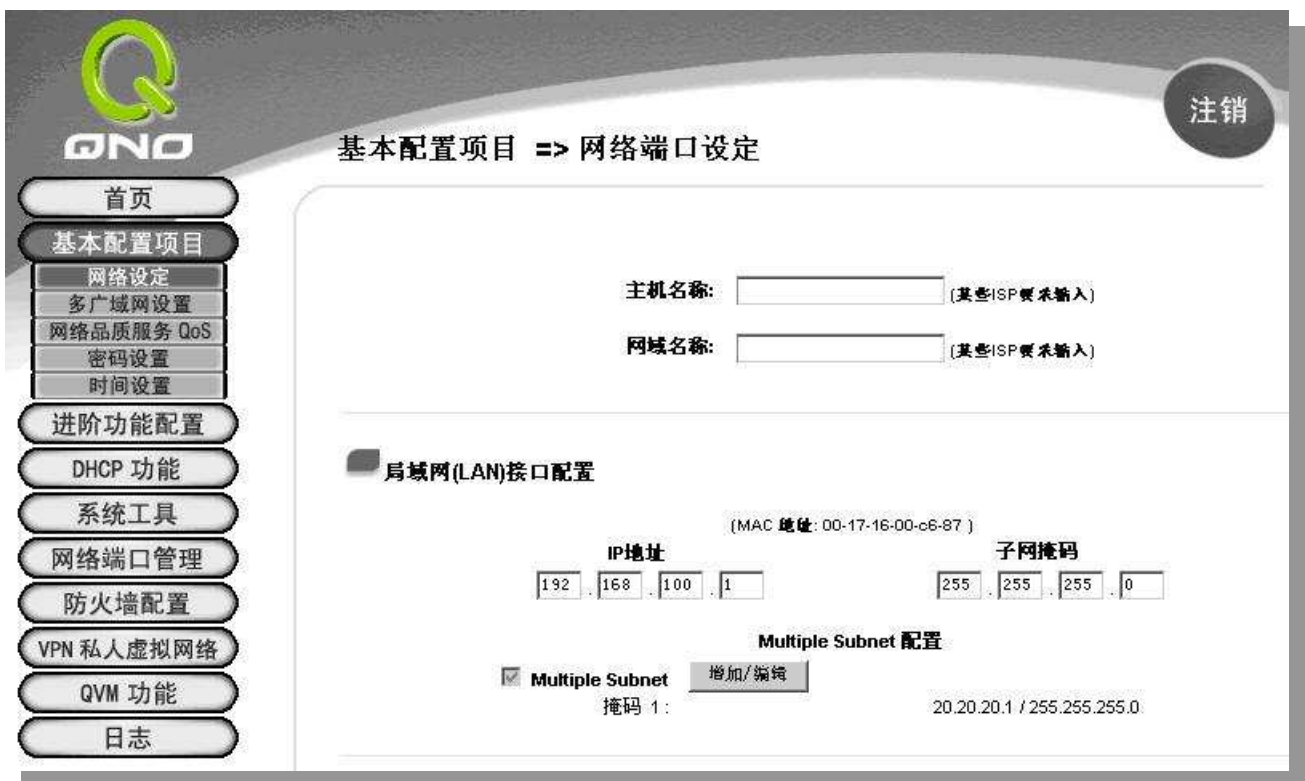 QNO
注销
基本配置项目 => 网络端口设定
首页
基本配置项目
网络设定
多广域网设置
网络品质服务 QoS
密码设置
时间设置
进阶功能配置
DHCP 功能
系统工具
网络端口管理
防火墙配置
VPN 私人虚拟网络
QVM 功能
日志
主机名称: (某些ISP要求输入)
网域名称: (某些ISP要求输入)
局域网(LAN)接口配置
(MAC 地址: 00-17-16-00-c6-87 )
IP地址 子网掩码
192 . 168 . 100 . 1 255 . 255 . 255 . 0
Multiple Subnet 配置
Multiple Subnet 增加/编辑
掩码 1 : 20.20.20.1 / 255.255.255.0